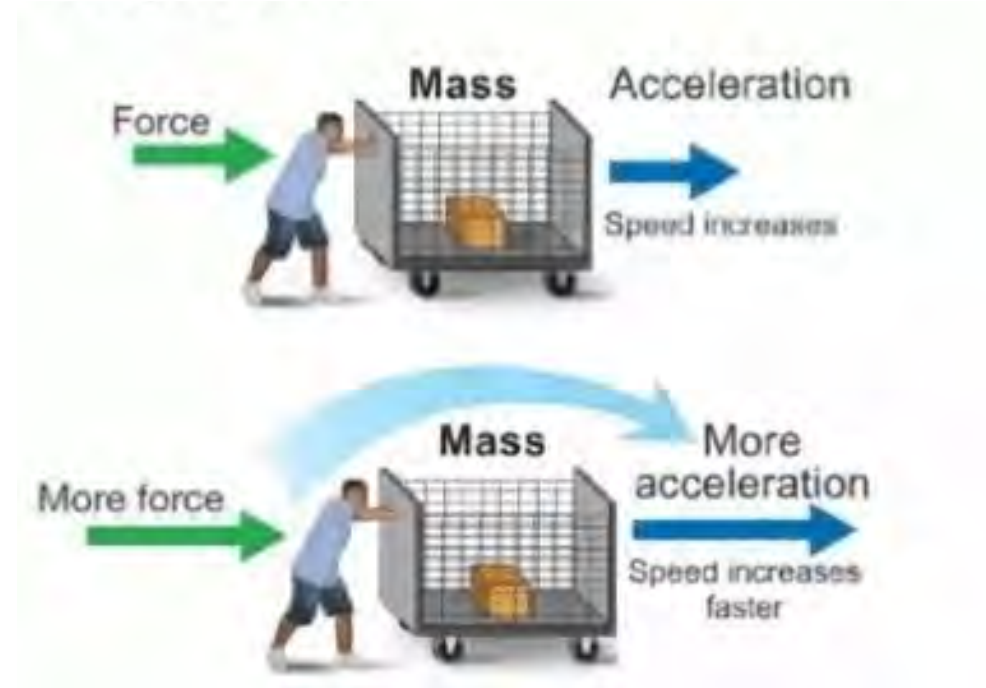 Mass
Acceleration
Force
Speed increases
Mass
More
acceleration
More force
Speed increases
faster